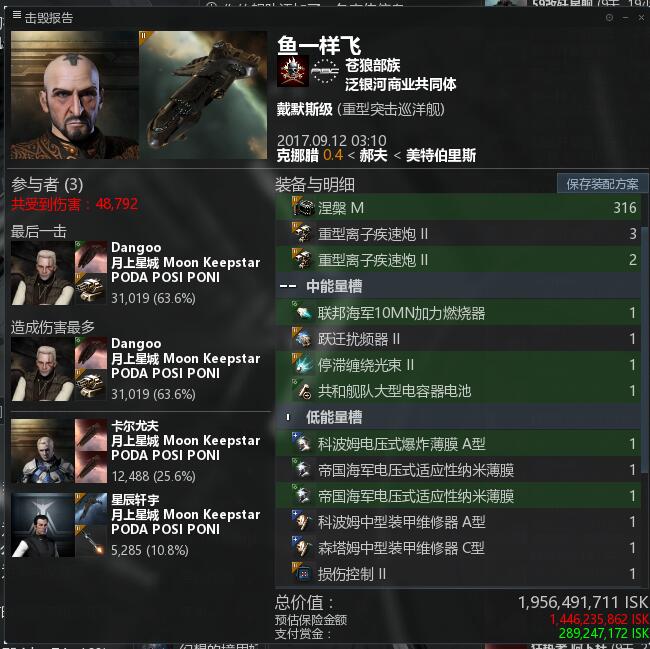 击毁报告
鱼一样飞
苍狼部族
泛银河商业共同体
戴默斯级 (重型突击巡洋舰)
2017.09.12 03:10
克挪腊 0.4 < 郝夫 < 美特伯里斯
参与者 (3)
共受到伤害：48,792
最后一击
Dangoo
月上星城 Moon Keepstar
PODA POSI PONI
31,019 (63.6%)
造成伤害最多
Dangoo
月上星城 Moon Keepstar
PODA POSI PONI
31,019 (63.6%)
卡尔尤夫
月上星城 Moon Keepstar
PODA POSI PONI
12,488 (25.6%)
星辰轩宇
月上星城 Moon Keepstar
PODA POSI PONI
5,285 (10.8%)
装备与明细
保存装配方案
涅槃 M 316
重型离子疾速炮 II 3
重型离子疾速炮 II 2
中能量槽
联邦海军10MN加力燃烧器 1
跃迁扰频器 II 1
停滞缠绕光束 II 1
共和舰队大型电容器电池 1
低能量槽
科波姆电压式爆炸薄膜 A型 1
帝国海军电压式适应性纳米薄膜 1
帝国海军电压式适应性纳米薄膜 1
科波姆中型装甲维修器 A型 1
森塔姆中型装甲维修器 C型 1
损伤控制 II 1
总价值： 1,956,491,711 ISK
预估保险金额 1,446,235,862 ISK
支付赏金： 289,247,172 ISK